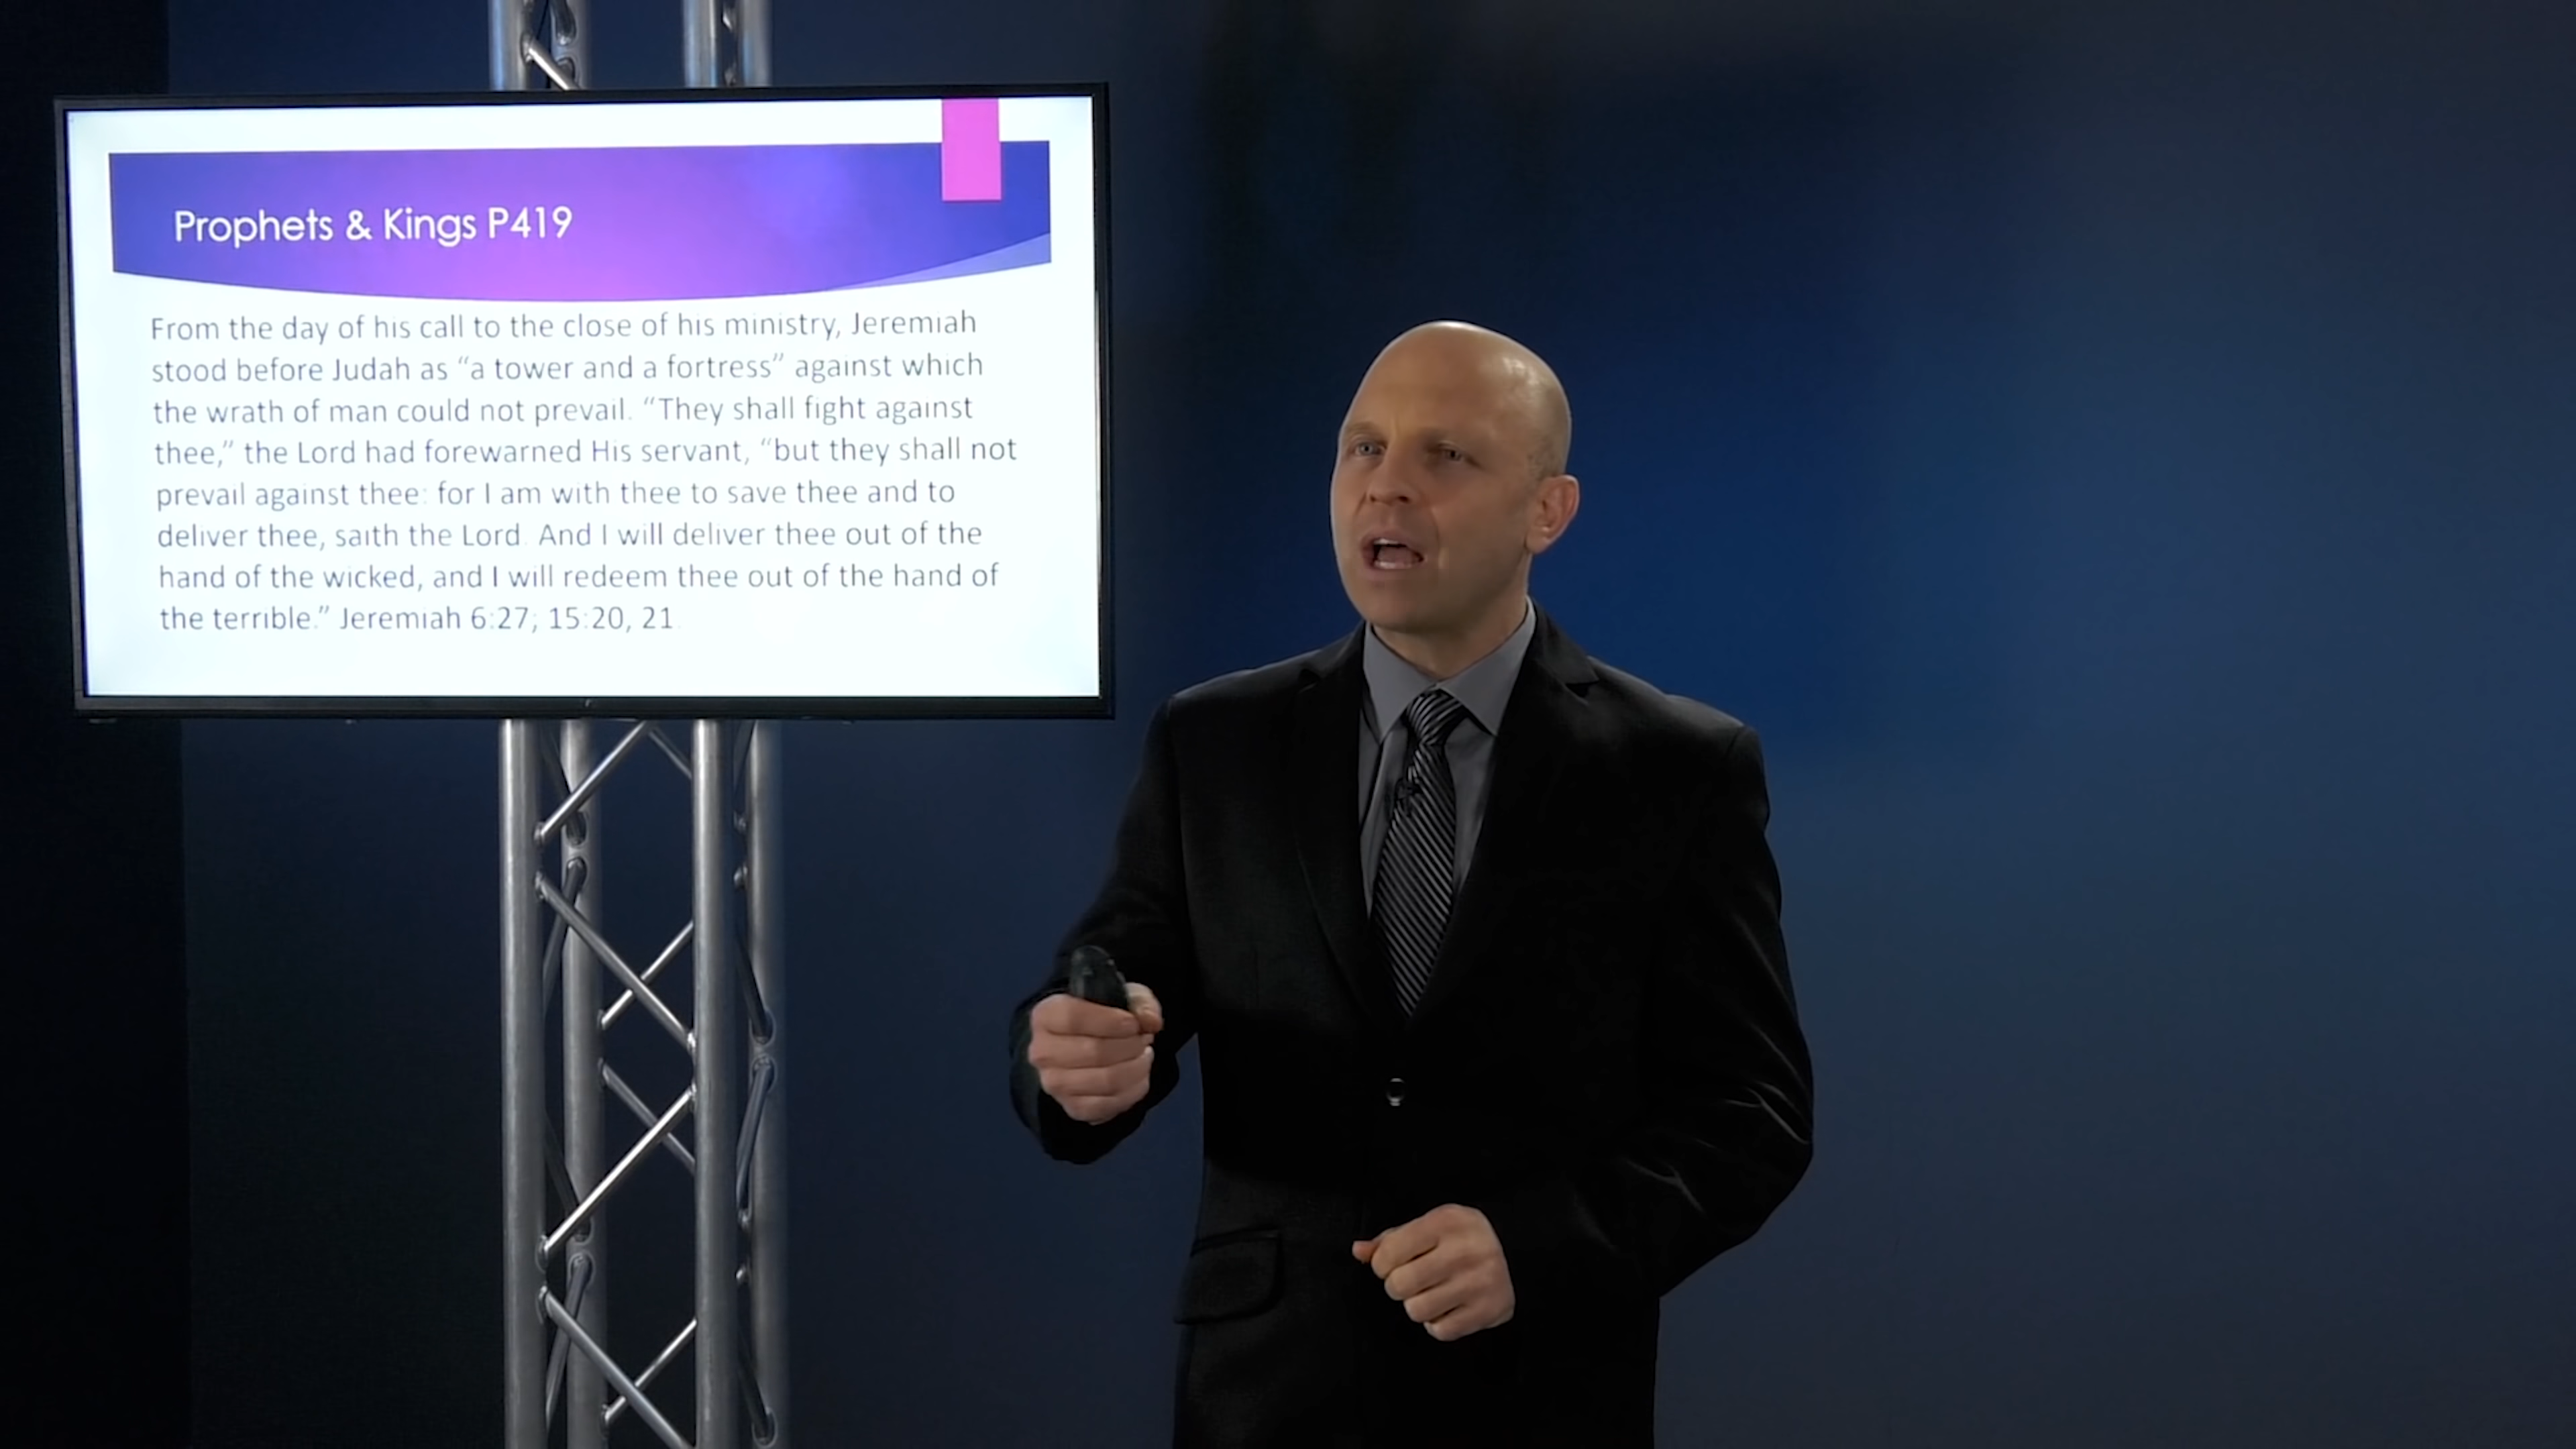 Prophets & Kings P419
From the day of his call to the close of his ministry, Jeremiah
stood before Judah as “a tower and a fortress” against which
the wrath of man could not prevail. “They shall fight against
thee,” the Lord had forewarned His servant, “but they shall not
prevail against thee: for I am with thee to save thee and to
deliver thee, saith the Lord. And I will deliver thee out of the
hand of the wicked, and I will redeem thee out of the hand of
the terrible.” Jeremiah 6:27; 15:20, 21.